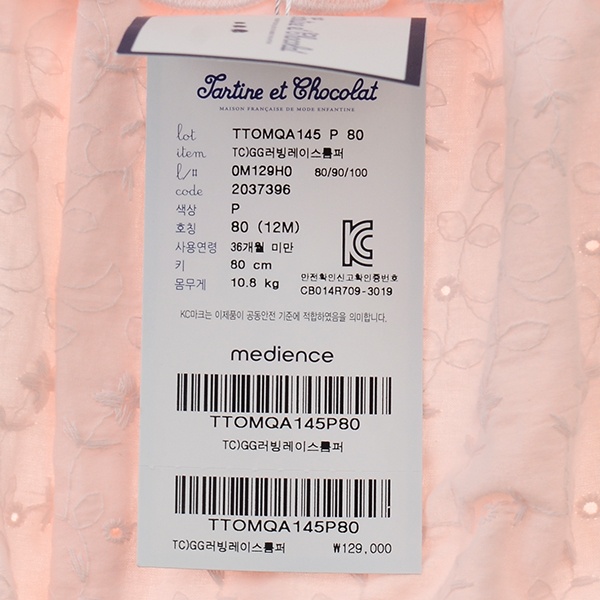 Tartine et Chocolat
MAISON FRANÇAISE DE MODE ENFANTINE
lot TTOMQA145 P 80
item TC)GG러빙레이스롬퍼
l/# 0M129H0 80/90/100
code 2037396
색상 P
호칭 80 (12M)
사용연령 36개월 미만
키 80 cm
몸무게 10.8 kg
안전확인신고확인증번호
CB014R709-3019
KC마크는 이제품이 공동안전 기준에 적합하였음을 의미합니다.
medience
TTOMQA145P80
TC)GG러빙레이스롬퍼
TTOMQA145P80
TC)GG러빙레이스롬퍼 ₩129,000